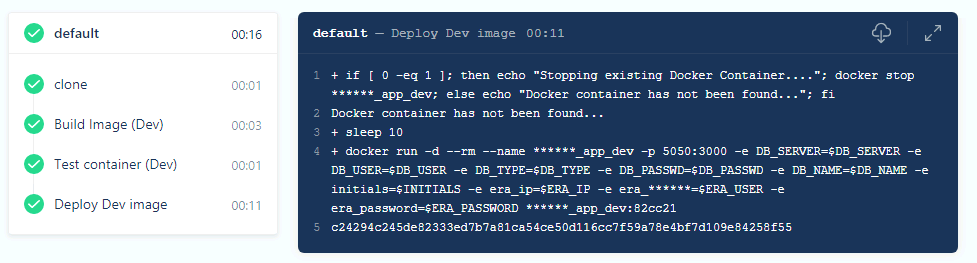 default 00:16
clone 00:01
Build Image (Dev) 00:03
Test container (Dev) 00:01
Deploy Dev image 00:11
default — Deploy Dev image 00:11
1 + if [ 0 -eq 1 ]; then echo "Stopping existing Docker Container...."; docker stop
******_app_dev; else echo "Docker container has not been found..."; fi
2 Docker container has not been found...
3 + sleep 10
4 + docker run -d --rm --name ******_app_dev -p 5050:3000 -e DB_SERVER=$DB_SERVER -e
DB_USER=$DB_USER -e DB_TYPE=$DB_TYPE -e DB_PASSWD=$DB_PASSWD -e DB_NAME=$DB_NAME -e
initials=$INITIALS -e era_ip=$ERA_IP -e era_******=$ERA_USER -e
era_password=$ERA_PASSWORD ******_app_dev:82cc21
5 c24294c245de82333ed7b7a81ca54ce50d116cc7f59a78e4bf7d109e84258f55